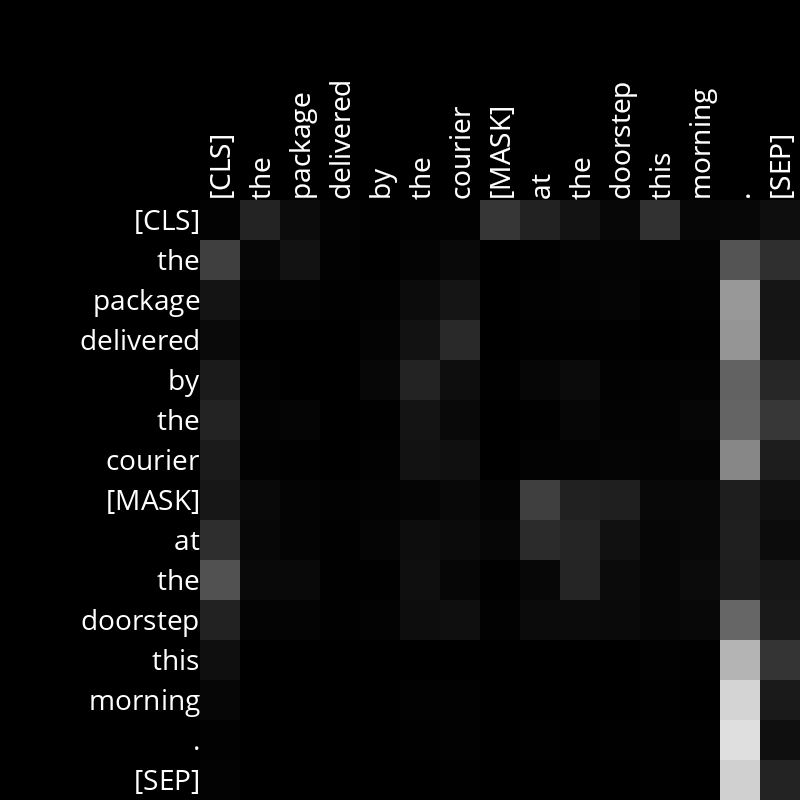 [CLS] the package delivered by the courier [MASK] at the doorstep this morning . [SEP]
[CLS]
the
package
delivered
by
the
courier
[MASK]
at
the
doorstep
this
morning
.
[SEP]